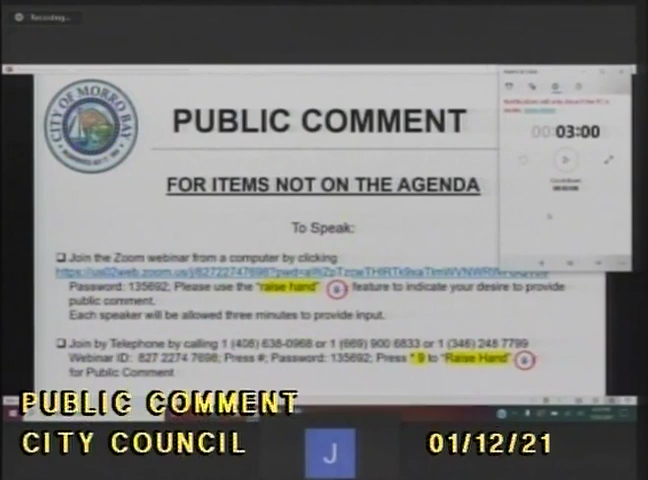 Recording...
CITY OF MORRO BAY
PUBLIC COMMENT
00:03:00
FOR ITEMS NOT ON THE AGENDA
To Speak:
Join the Zoom webinar from a computer by clicking
Password: 135692; Please use the "raise hand" feature to indicate your desire to provide
public comment.
Each speaker will be allowed three minutes to provide input.
Join by Telephone by calling 1 (408) 638-0968 or 1 (669) 900 6833 or 1 (346) 248 7799
Webinar ID: 827 2274 7698; Press #; Password: 135692; Press * 9 to "Raise Hand"
for Public Comment
PUBLIC COMMENT
CITY COUNCIL 01/12/21
J